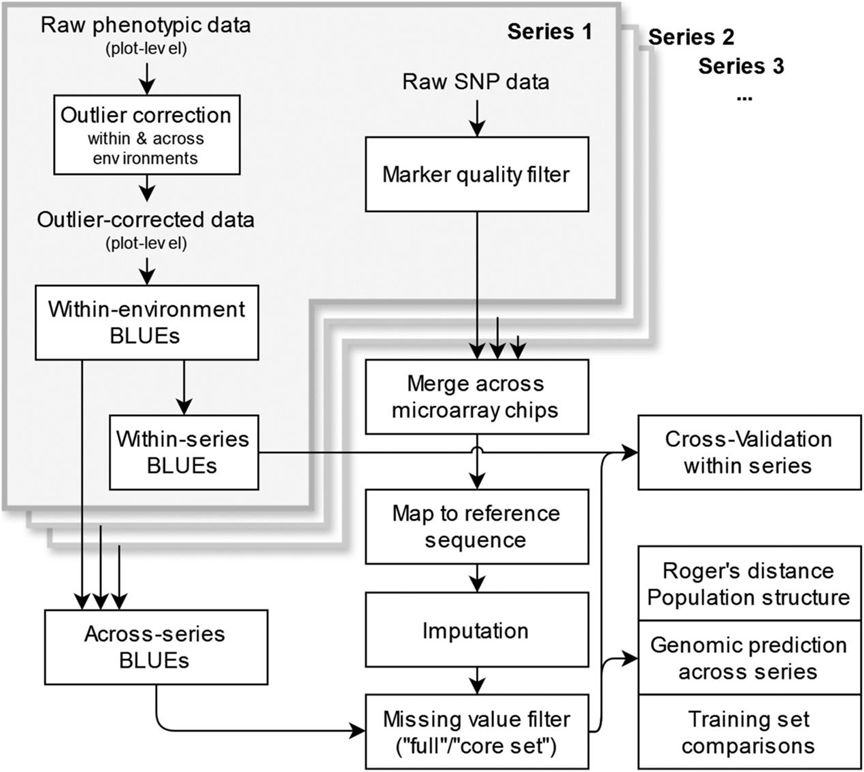 Raw phenotypic data
(plot-level)
Outlier correction
within & across
environments
Outlier-corrected data
(plot-level)
Within-environment
BLUEs
Within-series
BLUEs
Across-series
BLUEs
Series 1
Series 2
Series 3
...
Raw SNP data
Marker quality filter
Merge across
microarray chips
Map to reference
sequence
Imputation
Missing value filter
("full"/"core set")
Cross-Validation
within series
Roger's distance
Population structure
Genomic prediction
across series
Training set
comparisons